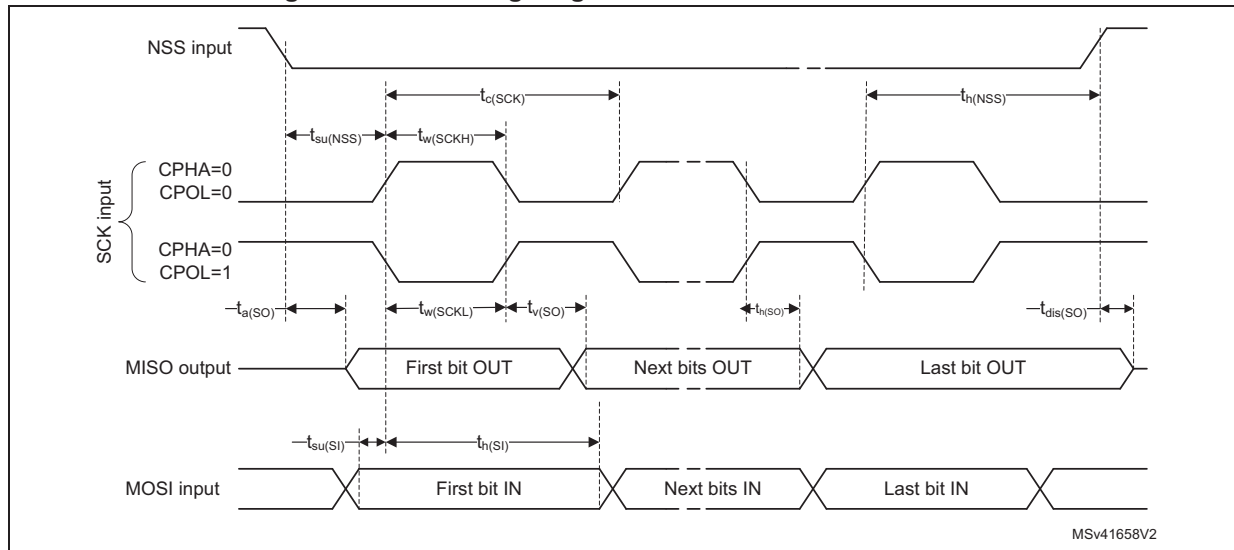 NSS input
tc(SCK)
th(NSS)
tsu(NSS)
tw(SCKH)
SCK input
CPHA=0
CPOL=0
CPHA=0
CPOL=1
ta(SO)
tw(SCKL)
tv(SO)
th(SO)
tdis(SO)
MISO output
First bit OUT
Next bits OUT
Last bit OUT
tsu(SI)
th(SI)
MOSI input
First bit IN
Next bits IN
Last bit IN
MSv41658V2